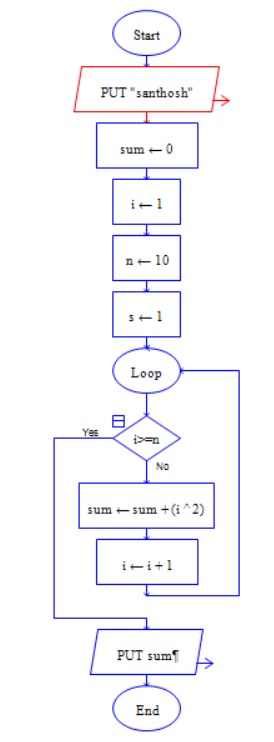 Start
PUT "santhosh"
sum ← 0
i ← 1
n ← 10
s ← 1
Loop
i>=n
Yes
No
sum ← sum +(i ^2)
i ← i + 1
PUT sum¶
End